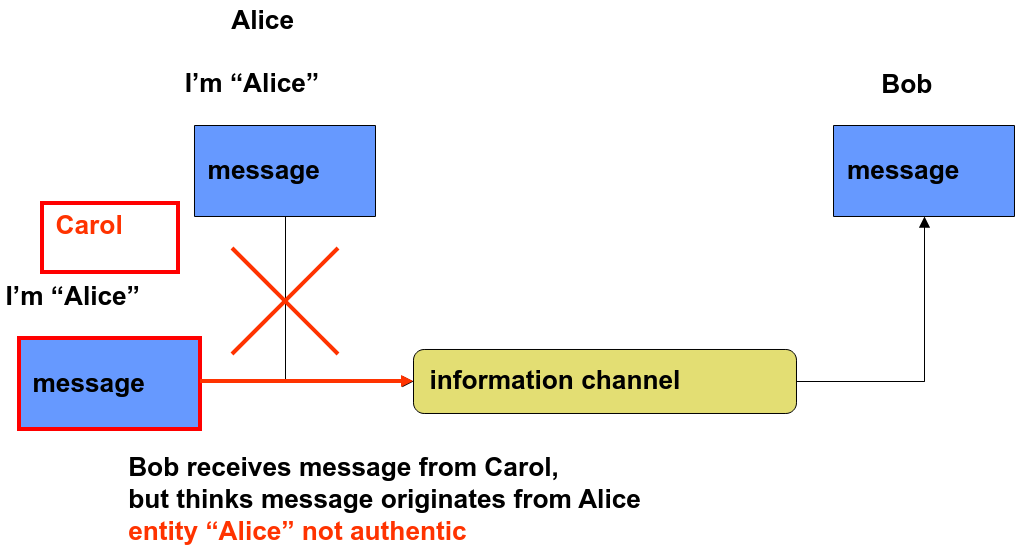 Alice
I’m “Alice”
Bob
message
message
Carol
I’m “Alice”
message
information channel
Bob receives message from Carol,
but thinks message originates from Alice
entity “Alice” not authentic